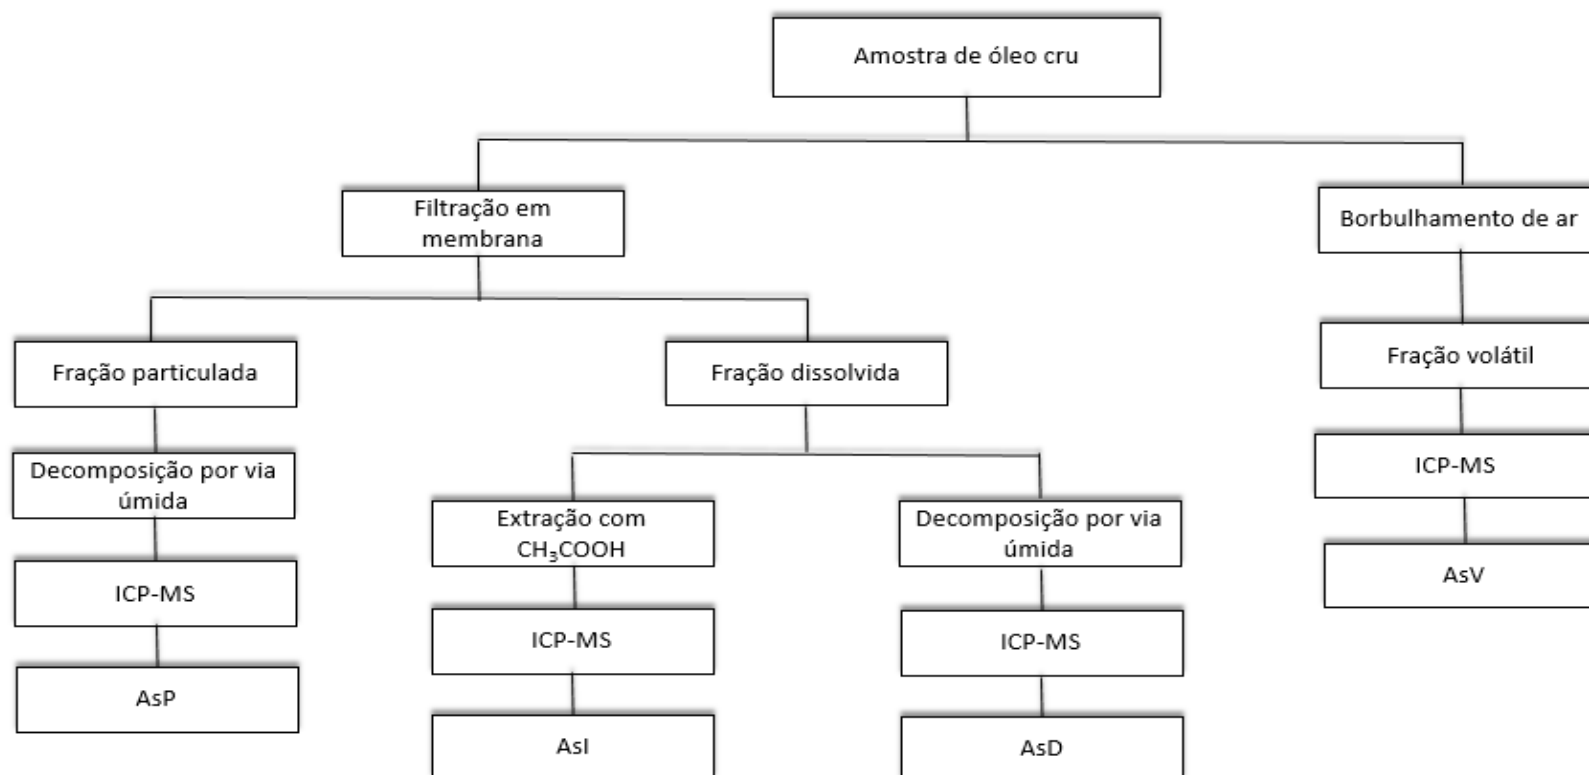 Amostra de óleo cru
Filtração em
membrana
Borbulhamento de ar
Fração particulada
Fração dissolvida
Fração volátil
Decomposição por via
úmida
Extração com
CH₃COOH
Decomposição por via
úmida
ICP-MS
ICP-MS
ICP-MS
ICP-MS
AsV
AsP
AsI
AsD